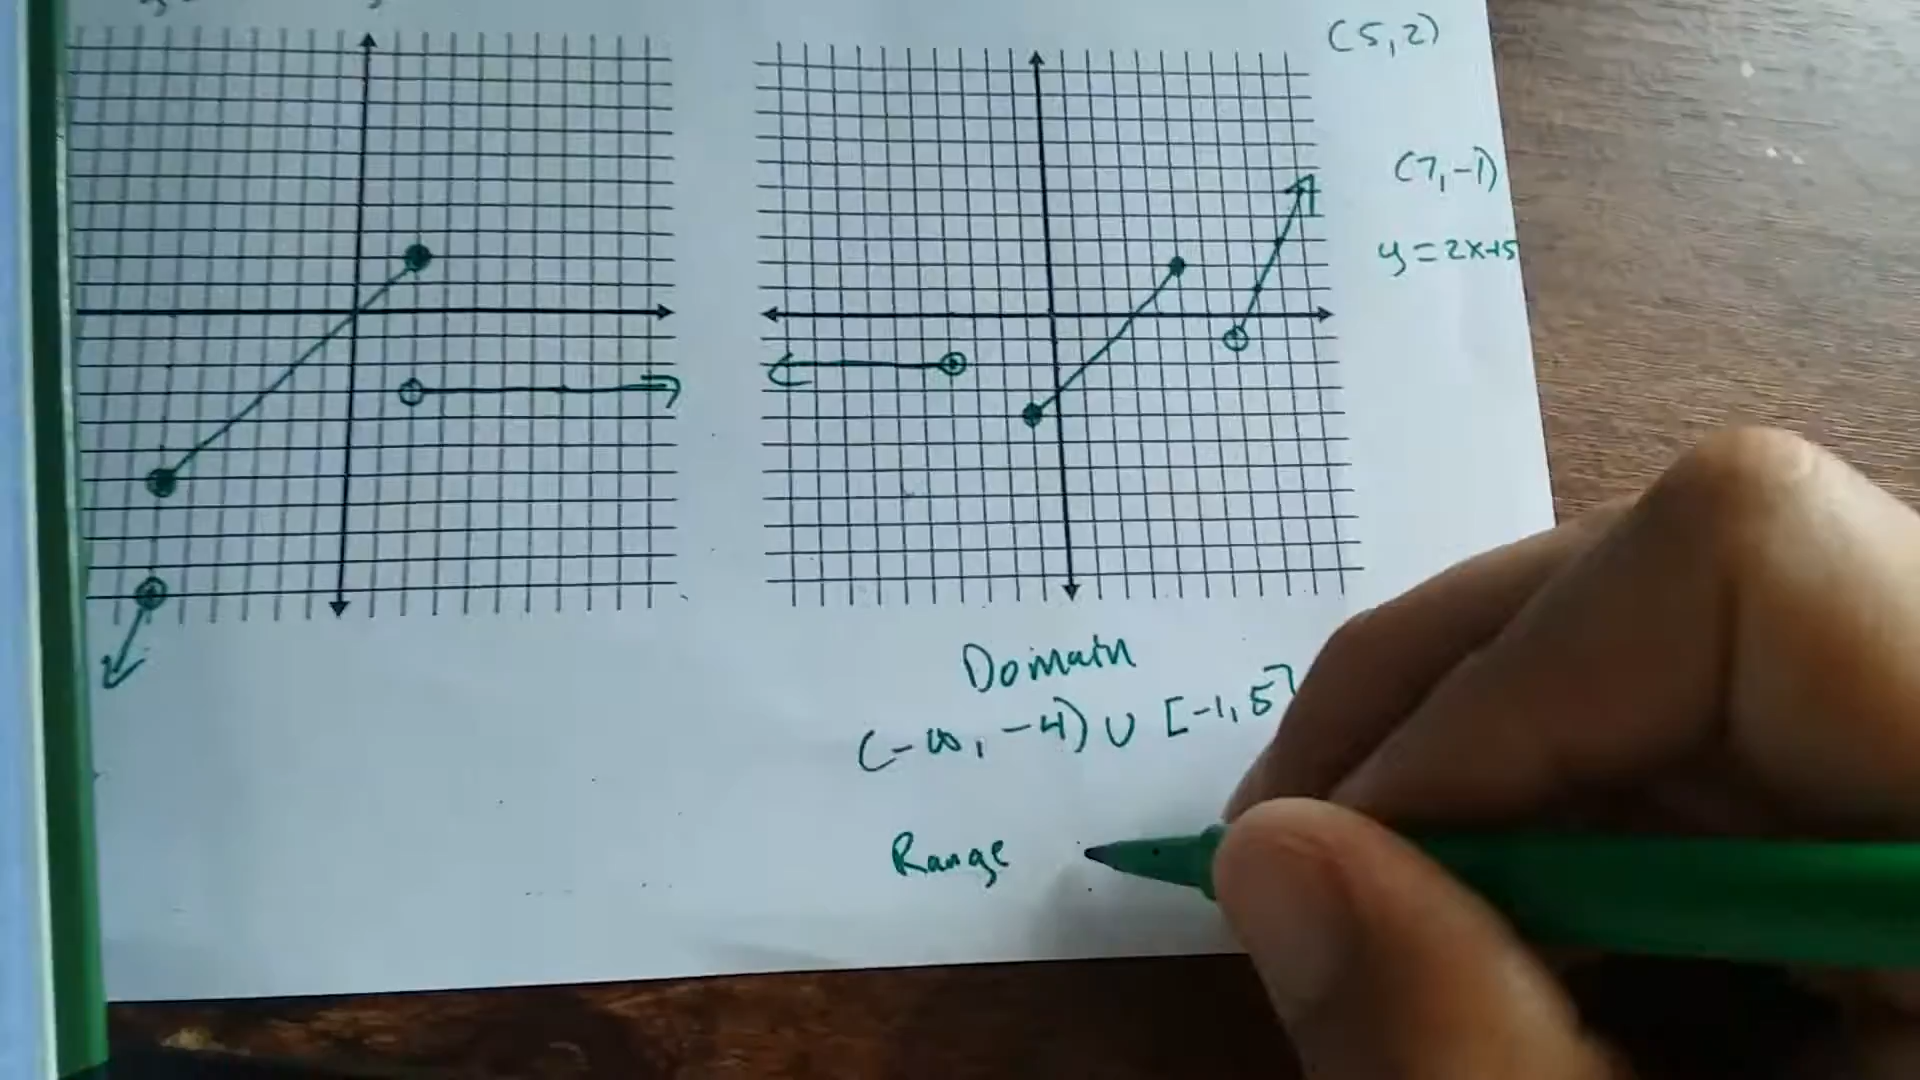 (5,2)
(7,-1)
y=2x+5
Domain
(-∞, -4) ∪ [-1, 5]
Range